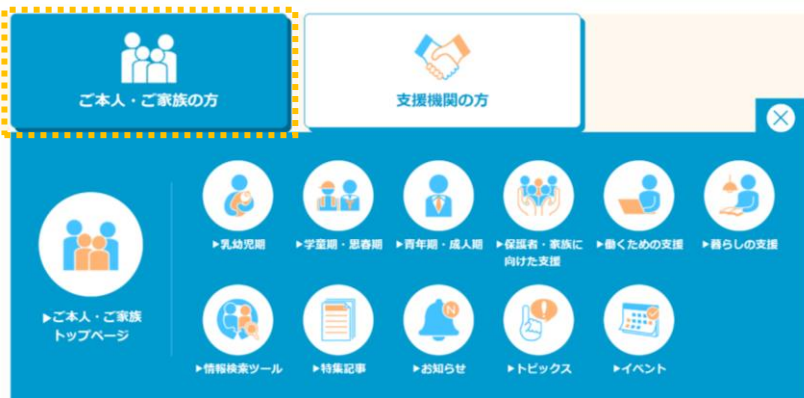 ご本人・ご家族の方
支援機関の方
▶乳幼児期
▶学童期・思春期
▶青年期・成人期
▶保護者・家族に
向けた支援
▶働くための支援
▶暮らしの支援
▶ご本人・ご家族
トップページ
▶情報検索ツール
▶特集記事
▶お知らせ
▶トピックス
▶イベント
N